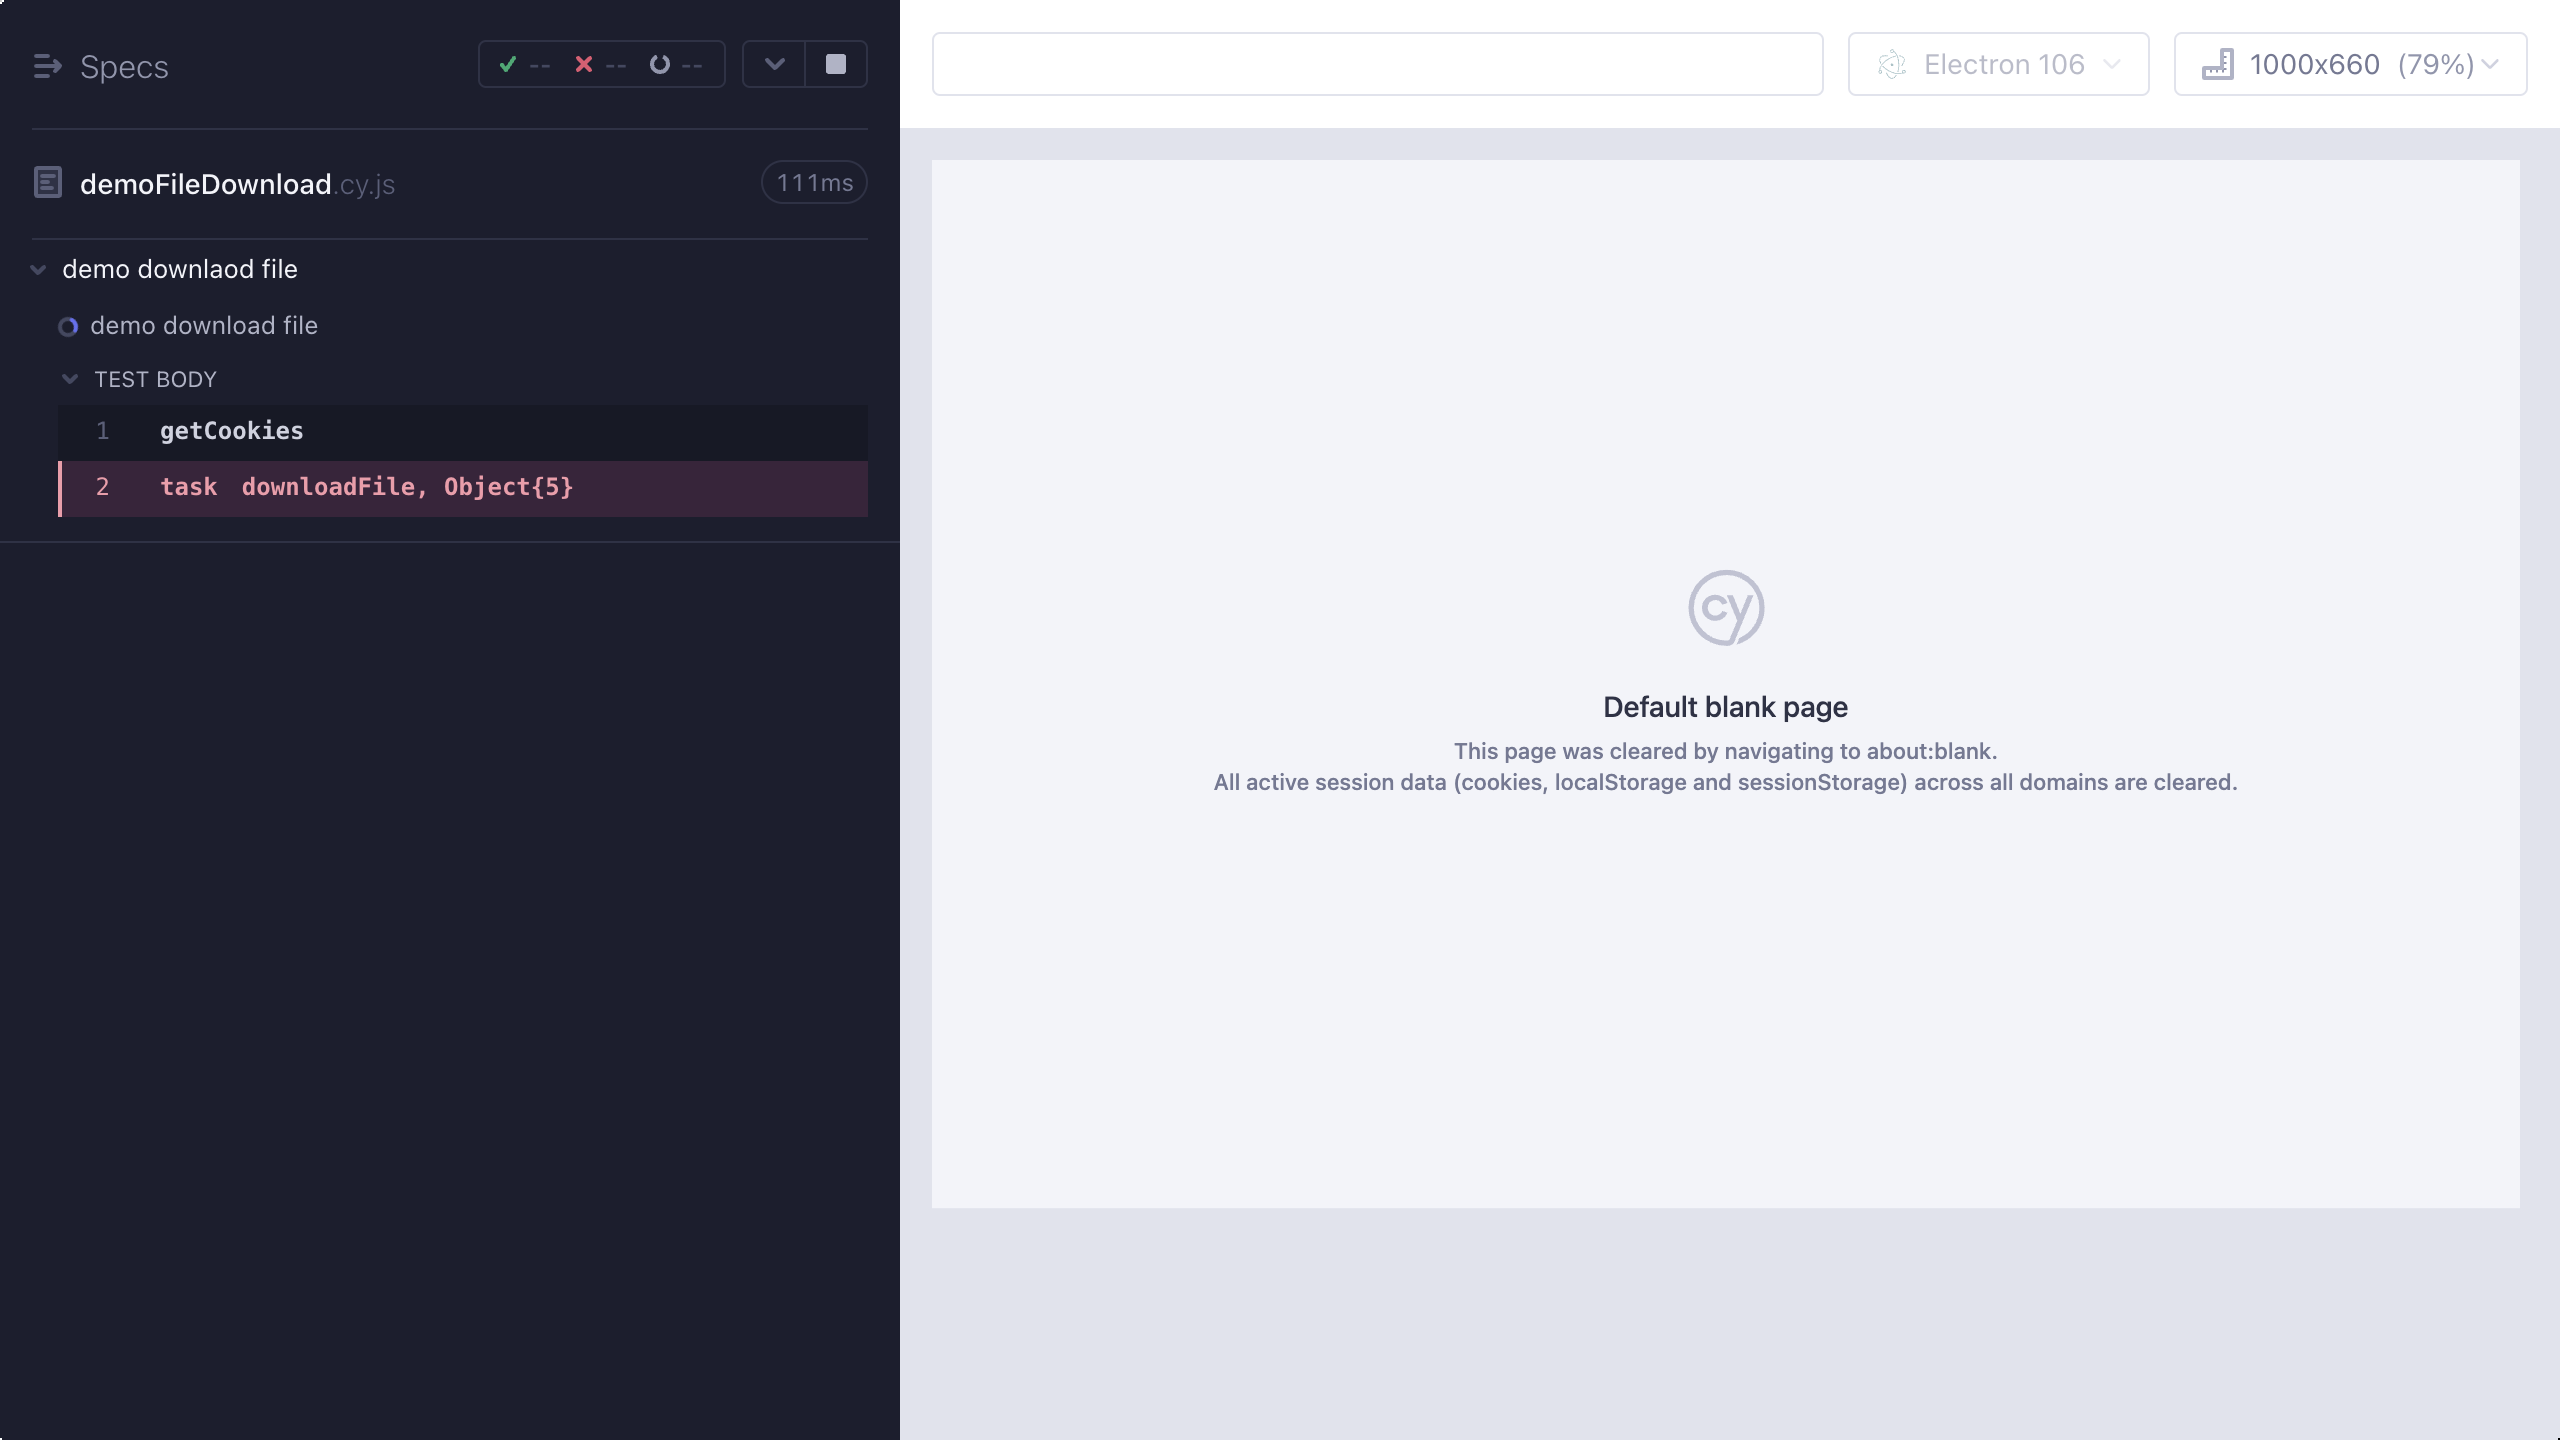 Specs
-- -- --
demoFileDownload.cy.js
111ms
demo downlaod file
demo download file
TEST BODY
1 getCookies
2 task downloadFile, Object{5}
Electron 106
1000x660 (79%)
cy
Default blank page
This page was cleared by navigating to about:blank.
All active session data (cookies, localStorage and sessionStorage) across all domains are cleared.